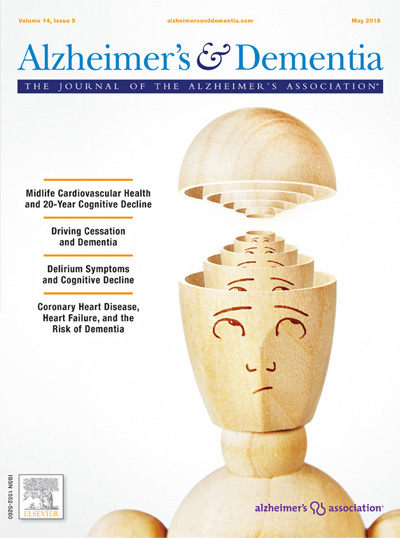 Volume 14, Issue 5
alzheimersanddementia.com
May 2018
Alzheimer's & Dementia
THE JOURNAL OF THE ALZHEIMER'S ASSOCIATION®
Midlife Cardiovascular Health
and 20-Year Cognitive Decline
Driving Cessation
and Dementia
Delirium Symptoms
and Cognitive Decline
Coronary Heart Disease,
Heart Failure, and the
Risk of Dementia
ISSN 1552-5260
ELSEVIER
alzheimer's association®